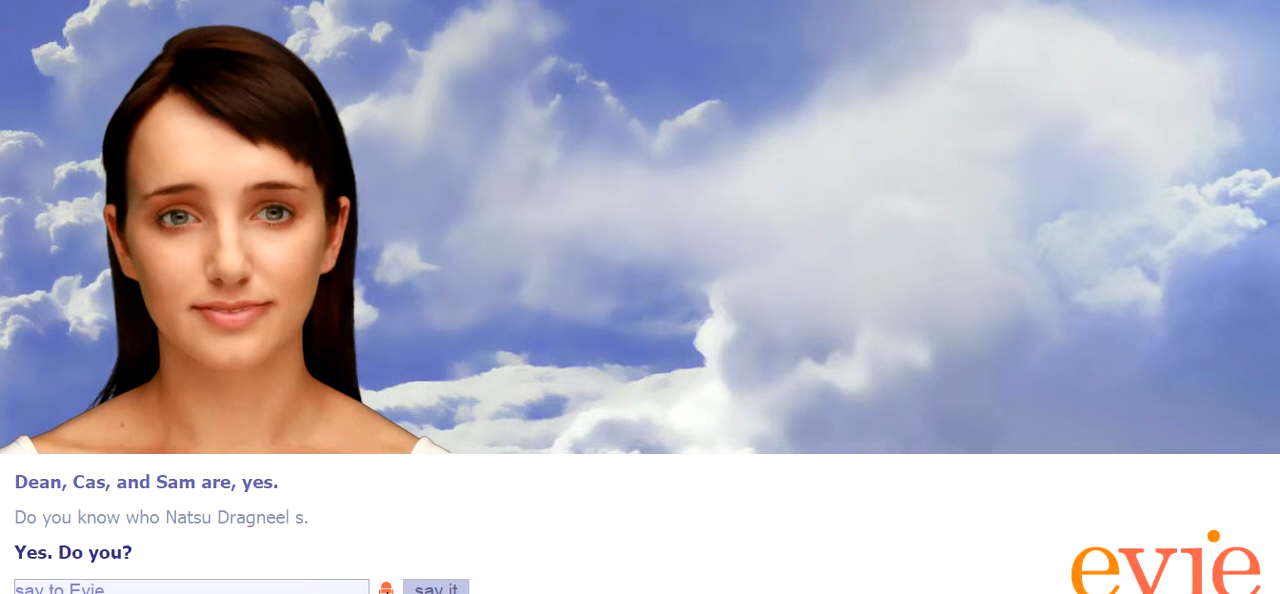 Dean, Cas, and Sam are, yes.
Do you know who Natsu Dragneel s.
Yes. Do you?
say to Evie
say it
evie